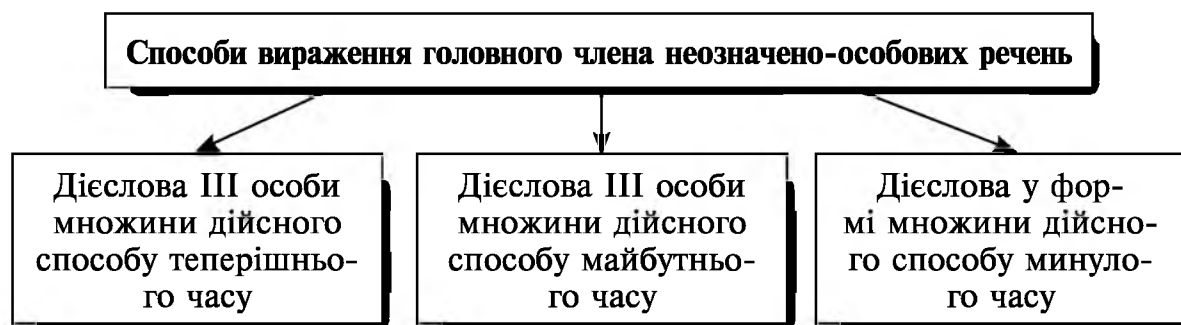 Способи вираження головного члена неозначено-особових речень
Дієслова III особи
множини дійсного
способу теперішньо-
го часу
Дієслова III особи
множини дійсного
способу майбутньо-
го часу
Дієслова у фор-
мі множини дійсно-
го способу минуло-
го часу